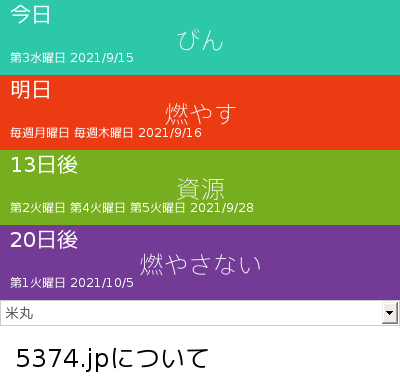 今日
びん
第3水曜日 2021/9/15
明日
燃やす
毎週月曜日 毎週木曜日 2021/9/16
13日後
資源
第2火曜日 第4火曜日 第5火曜日 2021/9/28
20日後
燃やさない
第1火曜日 2021/10/5
米丸
5374.jpについて